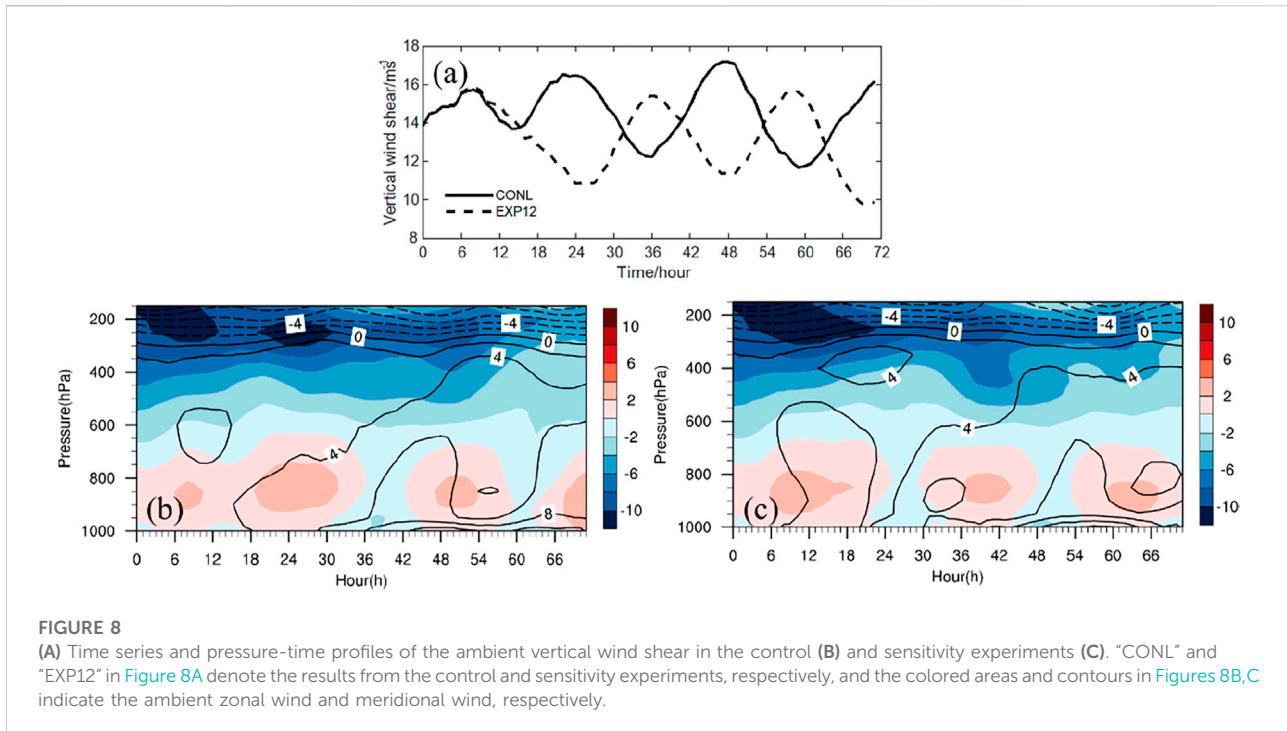 18
16
14
12
10
8
Vertical wind shear/ms¹
(a)
CONL
EXP12
0 6 12 18 24 30 36 42 48 54 60 66 72
Time/hour
200
400
600
800
1000
Pressure(hPa)
-4
-4
0
0
4
4
8
(b)
0 6 12 18 24 30 36 42 48 54 60 66
Hour(h)
10
6
2
-2
-6
-10
200
400
600
800
1000
Pressure(hPa)
-4
-4
0
0
4
4
4
(c)
0 6 12 18 24 30 36 42 48 54 60 66
Hour(h)
10
6
2
-2
-6
-10
FIGURE 8
(A) Time series and pressure-time profiles of the ambient vertical wind shear in the control (B) and sensitivity experiments (C). “CONL” and
“EXP12” in Figure 8A denote the results from the control and sensitivity experiments, respectively, and the colored areas and contours in Figures 8B,C
indicate the ambient zonal wind and meridional wind, respectively.